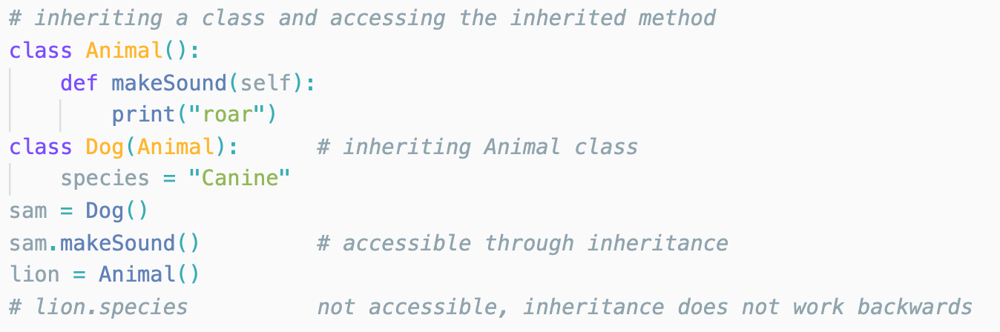 # inheriting a class and accessing the inherited method
class Animal():
    def makeSound(self):
        print("roar")
class Dog(Animal):      # inheriting Animal class
    species = "Canine"
sam = Dog()
sam.makeSound()         # accessible through inheritance
lion = Animal()
# lion.species          not accessible, inheritance does not work backwards